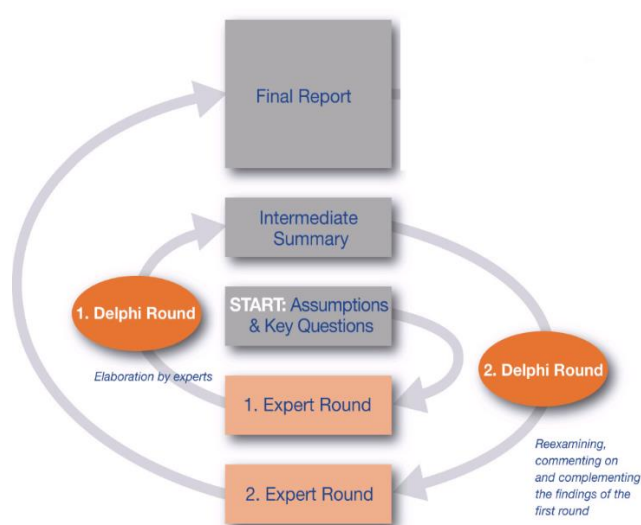 Final Report
Intermediate
Summary
1. Delphi Round
START: Assumptions
& Key Questions
Elaboration by experts
2. Delphi Round
1. Expert Round
Reexamining,
commenting on
and complementing
the findings of the
first round
2. Expert Round